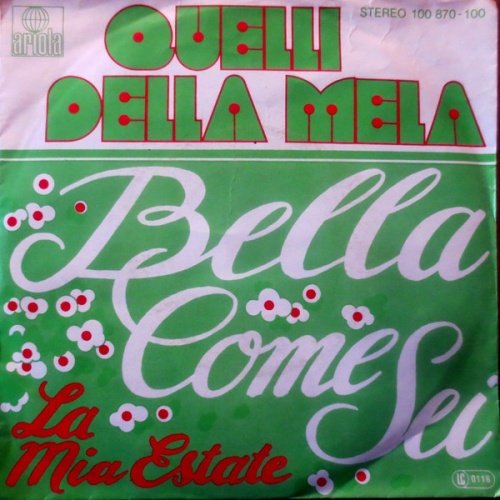 ariola
STEREO 100 870-100
QUELLI
DELLA MELA
Bella
Come Sei
La
Mia Estate
LC 0116